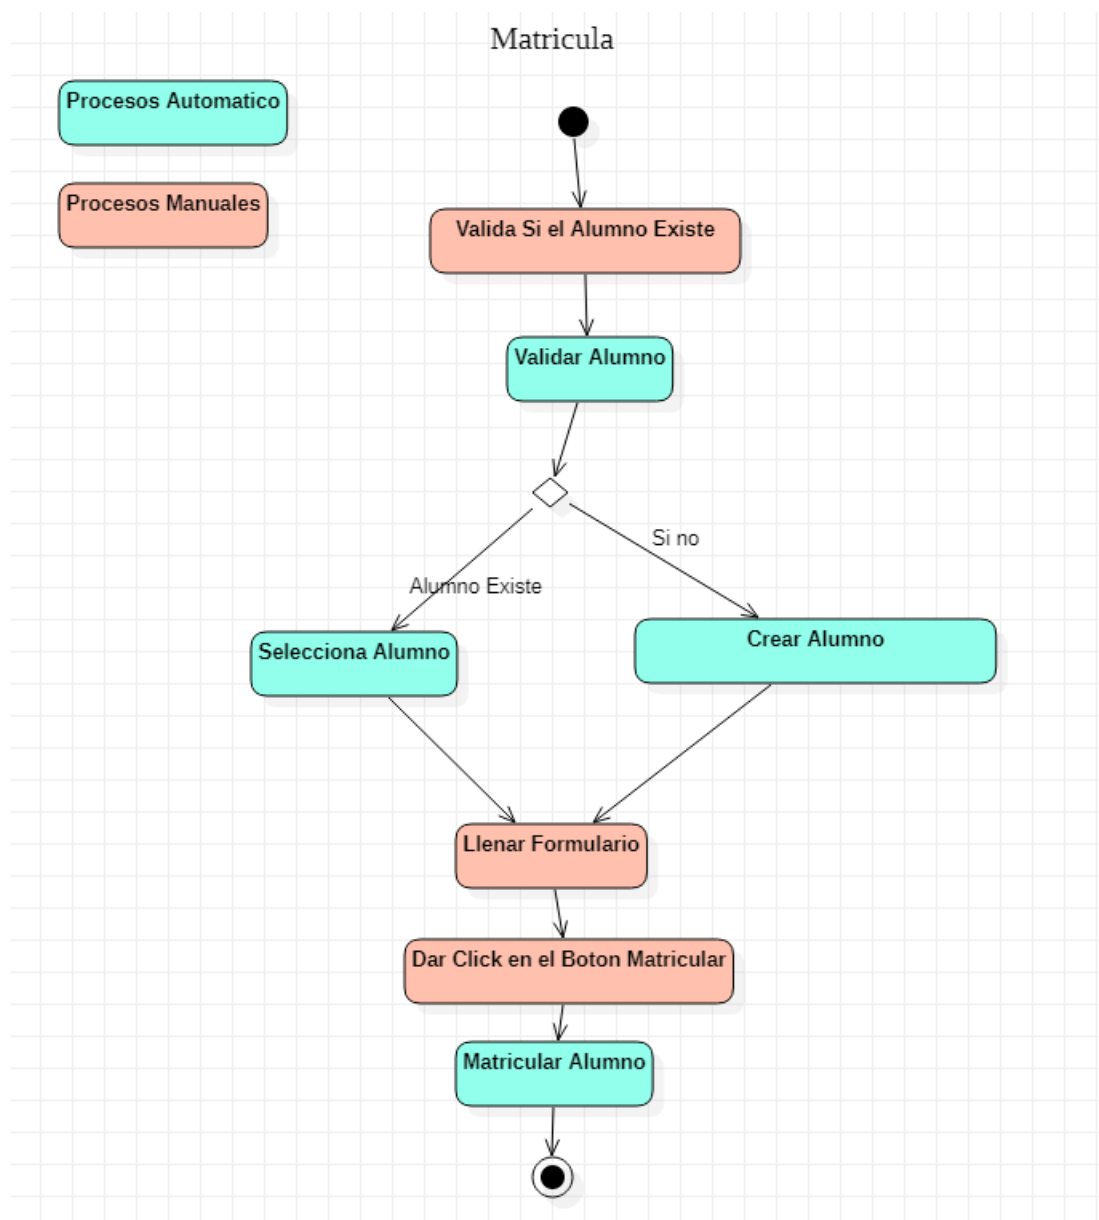 Matricula
Procesos Automatico
Procesos Manuales
Valida Si el Alumno Existe
Validar Alumno
Si no
Alumno Existe
Selecciona Alumno
Crear Alumno
Llenar Formulario
Dar Click en el Boton Matricular
Matricular Alumno